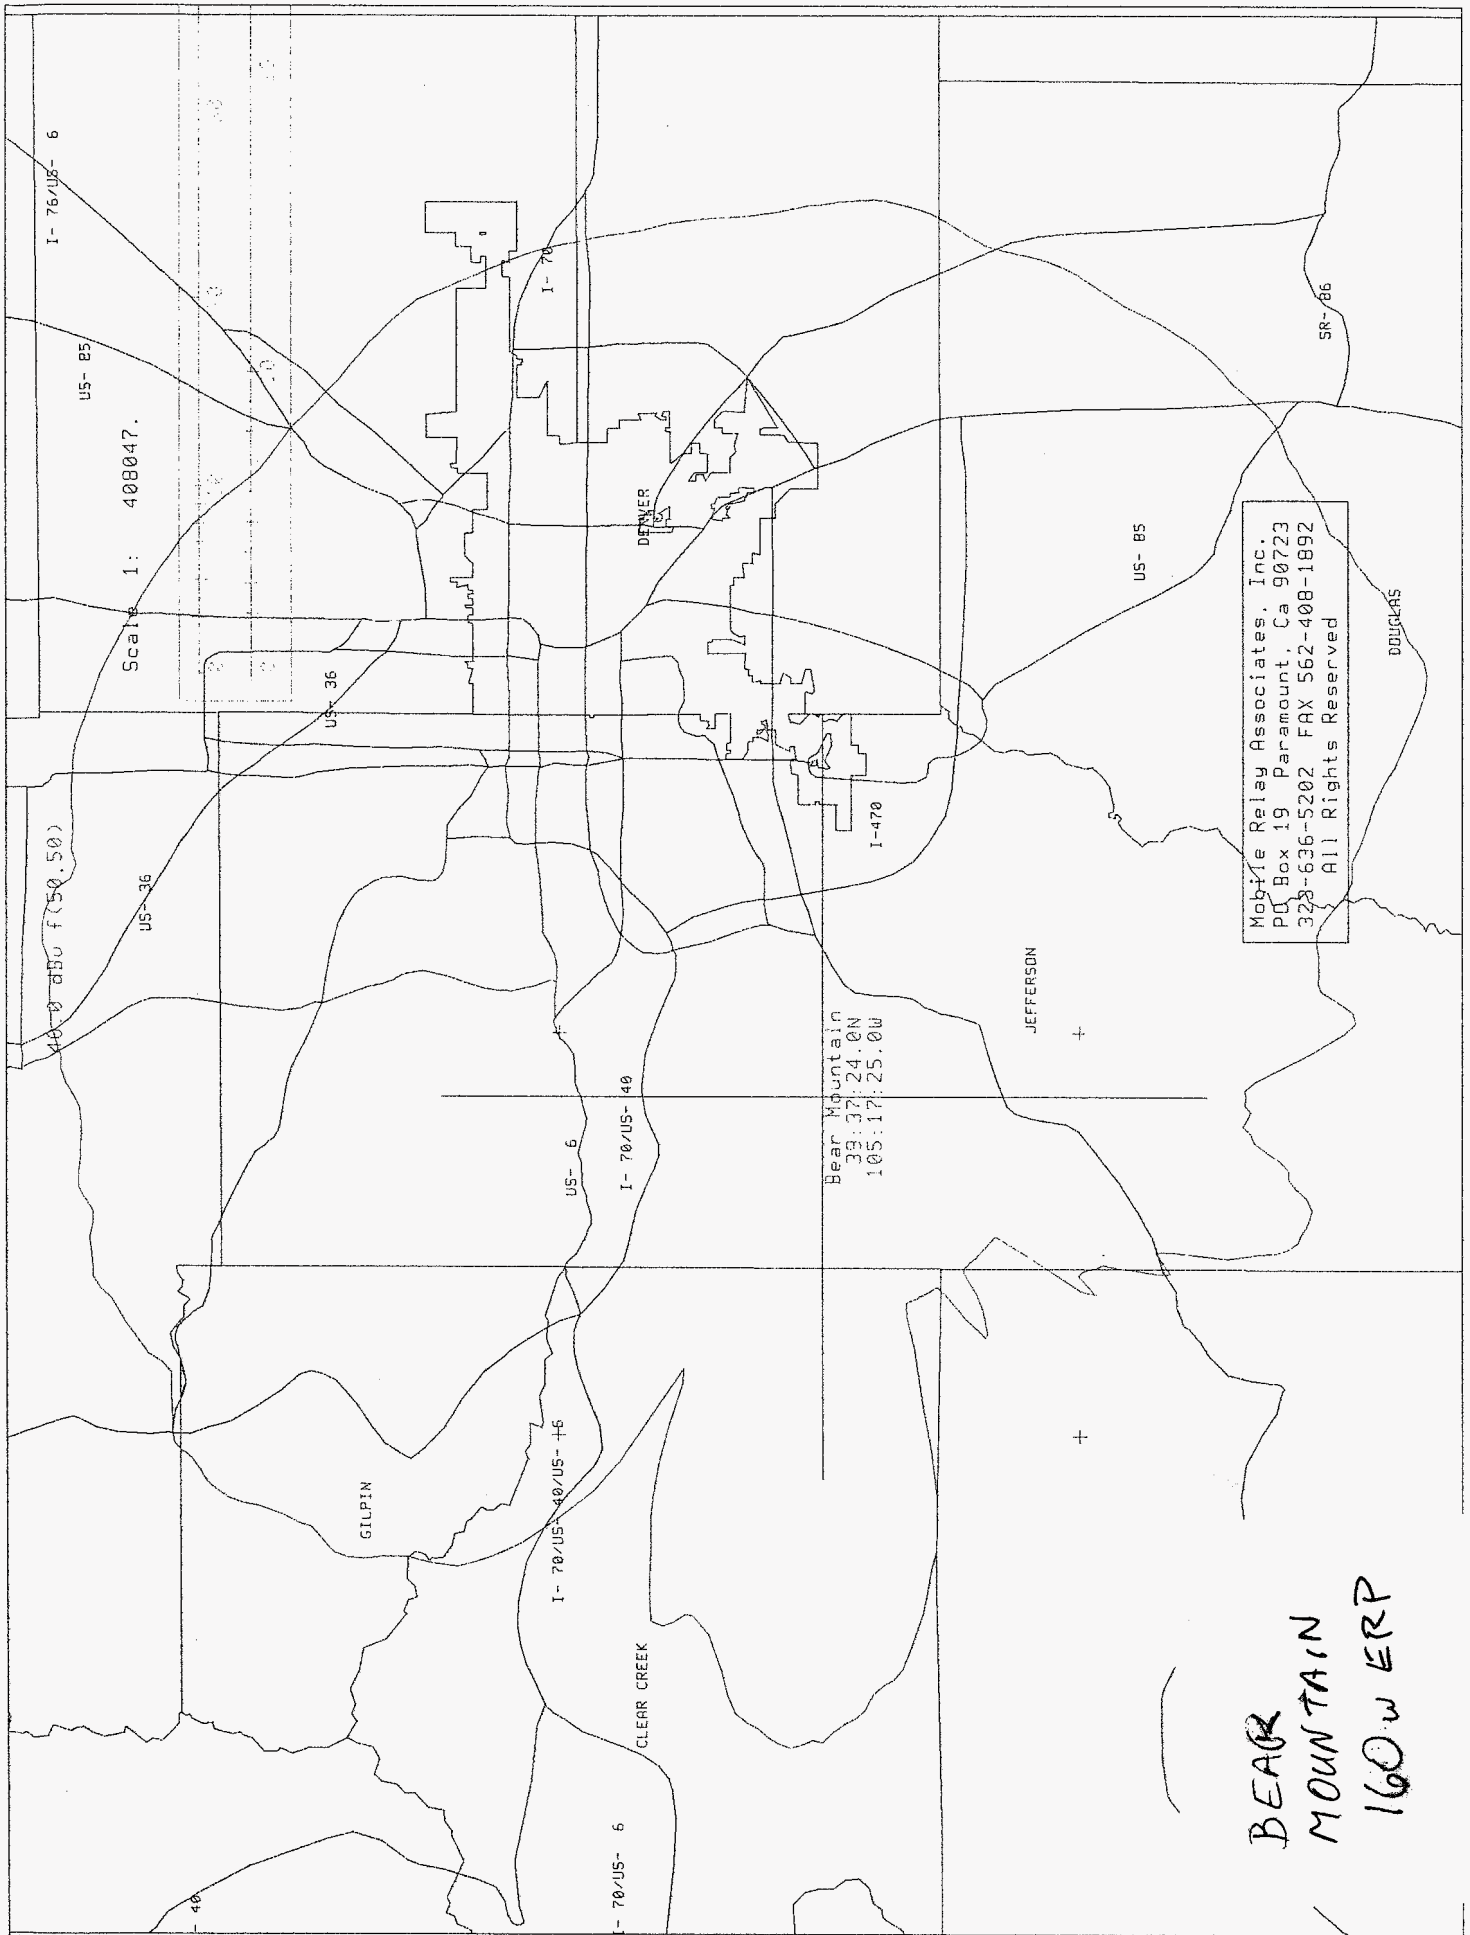 40.0 dBu f(50,50)
Scale 1: 408047.
I- 76/US- 6
US- 85
US- 36
US- 36
40
GILPIN
I- 70
DENVER
US- 6
I- 70/US- 40
I- 70/US- 40/US- 6
CLEAR CREEK
I- 70/US- 6
Bear Mountain
39:37:24.0N
105:17:25.0W
I-470
JEFFERSON
US- 85
SR- 86
DOUGLAS
Mobile Relay Associates, Inc.
PO Box 19 Paramount, Ca 90723
323-636-5202 FAX 562-408-1892
All Rights Reserved
BEAR
MOUNTAIN
160 w ERP